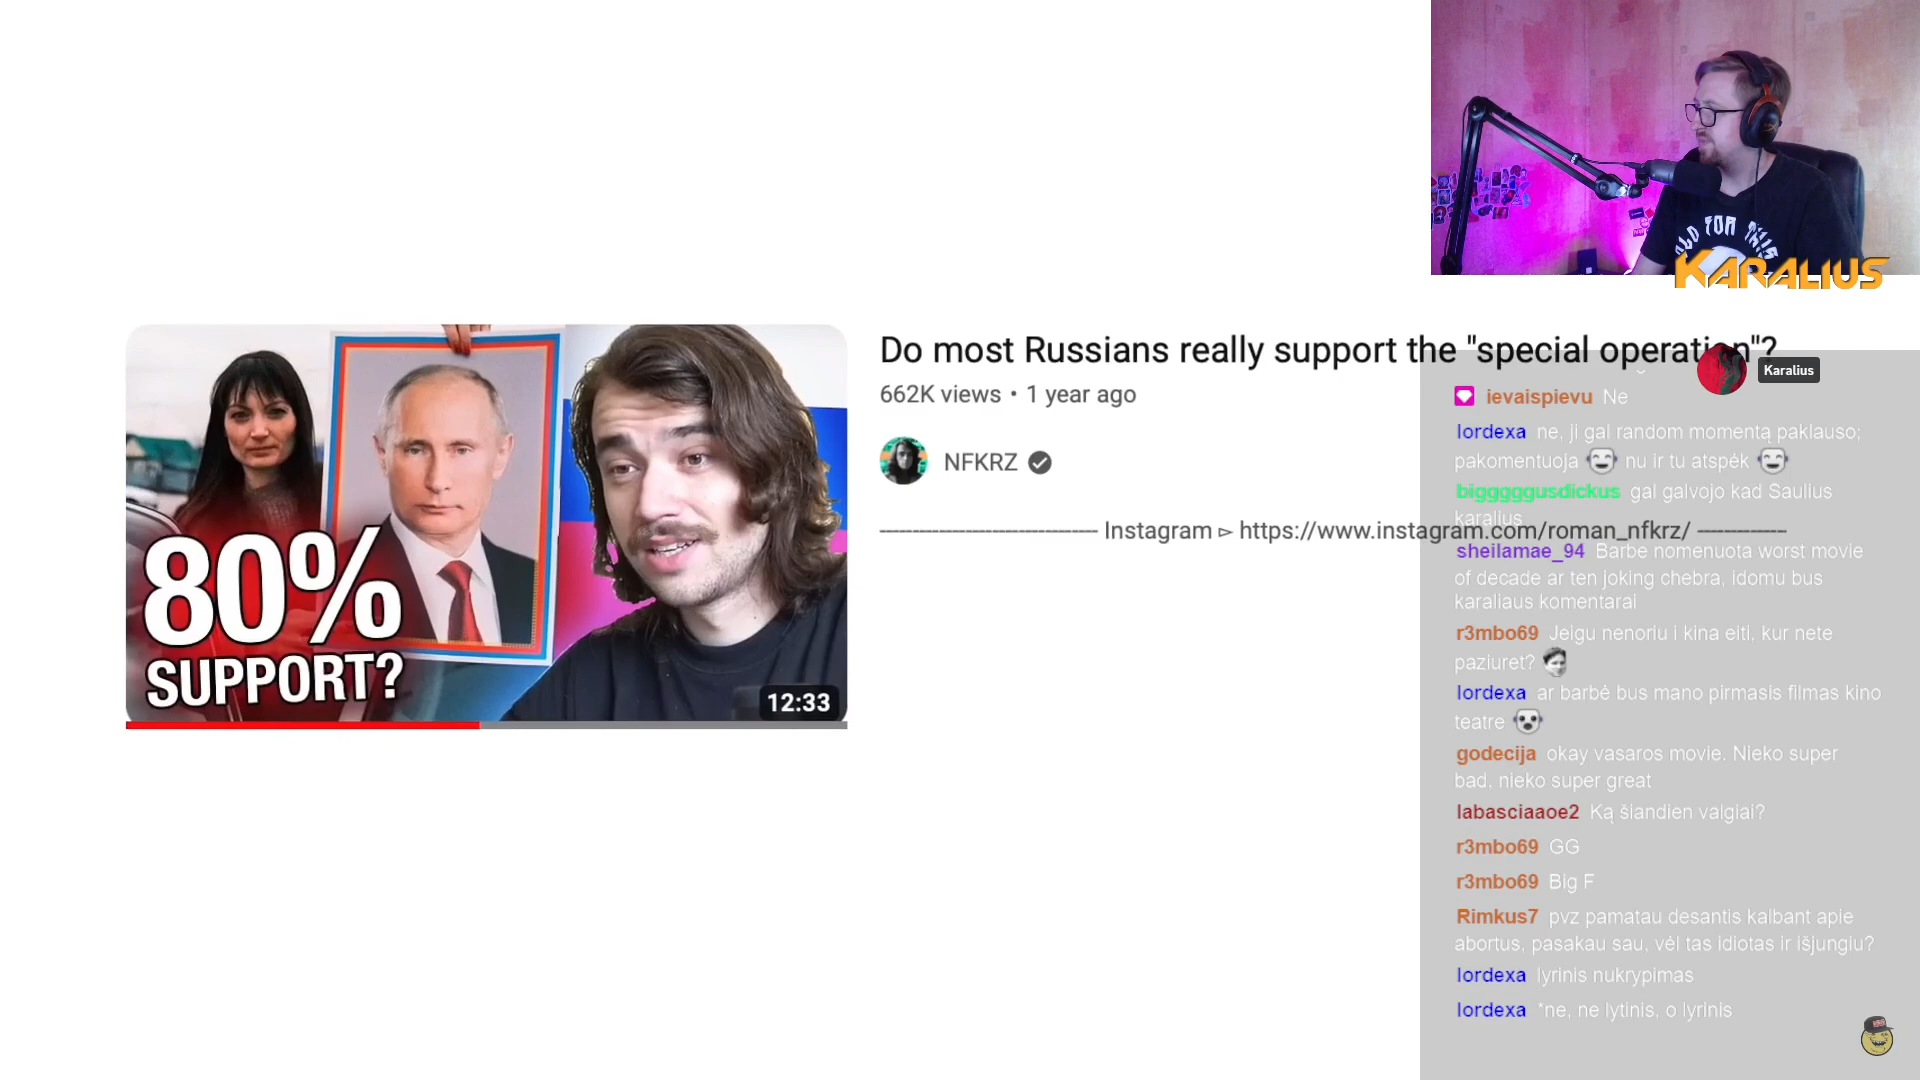 OLD FOR THIS
KARALIUS
Do most Russians really support the "special operation"?
662K views • 1 year ago
NFKRZ
Instagram ▻ https://www.instagram.com/roman_nfkrz/
80%
SUPPORT?
12:33
Karalius
ievaispievu Ne
lordexa ne, ji gal random momentą paklauso:
pakomentuoja nu ir tu atspėk
bigggggusdickus gal galvojo kad Saulius
karalius
sheilamae_94 Barbe nomenuota worst movie
of decade ar ten joking chebra, idomu bus
karaliaus komentarai
r3mbo69 Jeigu nenoriu i kina eiti, kur nete
paziuret?
lordexa ar barbė bus mano pirmasis filmas kino
teatre
godecija okay vasaros movie. Nieko super
bad, nieko super great
labasciaaoe2 Ką šiandien valgiai?
r3mbo69 GG
r3mbo69 Big F
Rimkus7 pvz pamatau desantis kalbant apie
abortus, pasakau sau, vėl tas idiotas ir išjungiu?
lordexa lyrinis nukrypimas
lordexa *ne, ne lytinis, o lyrinis